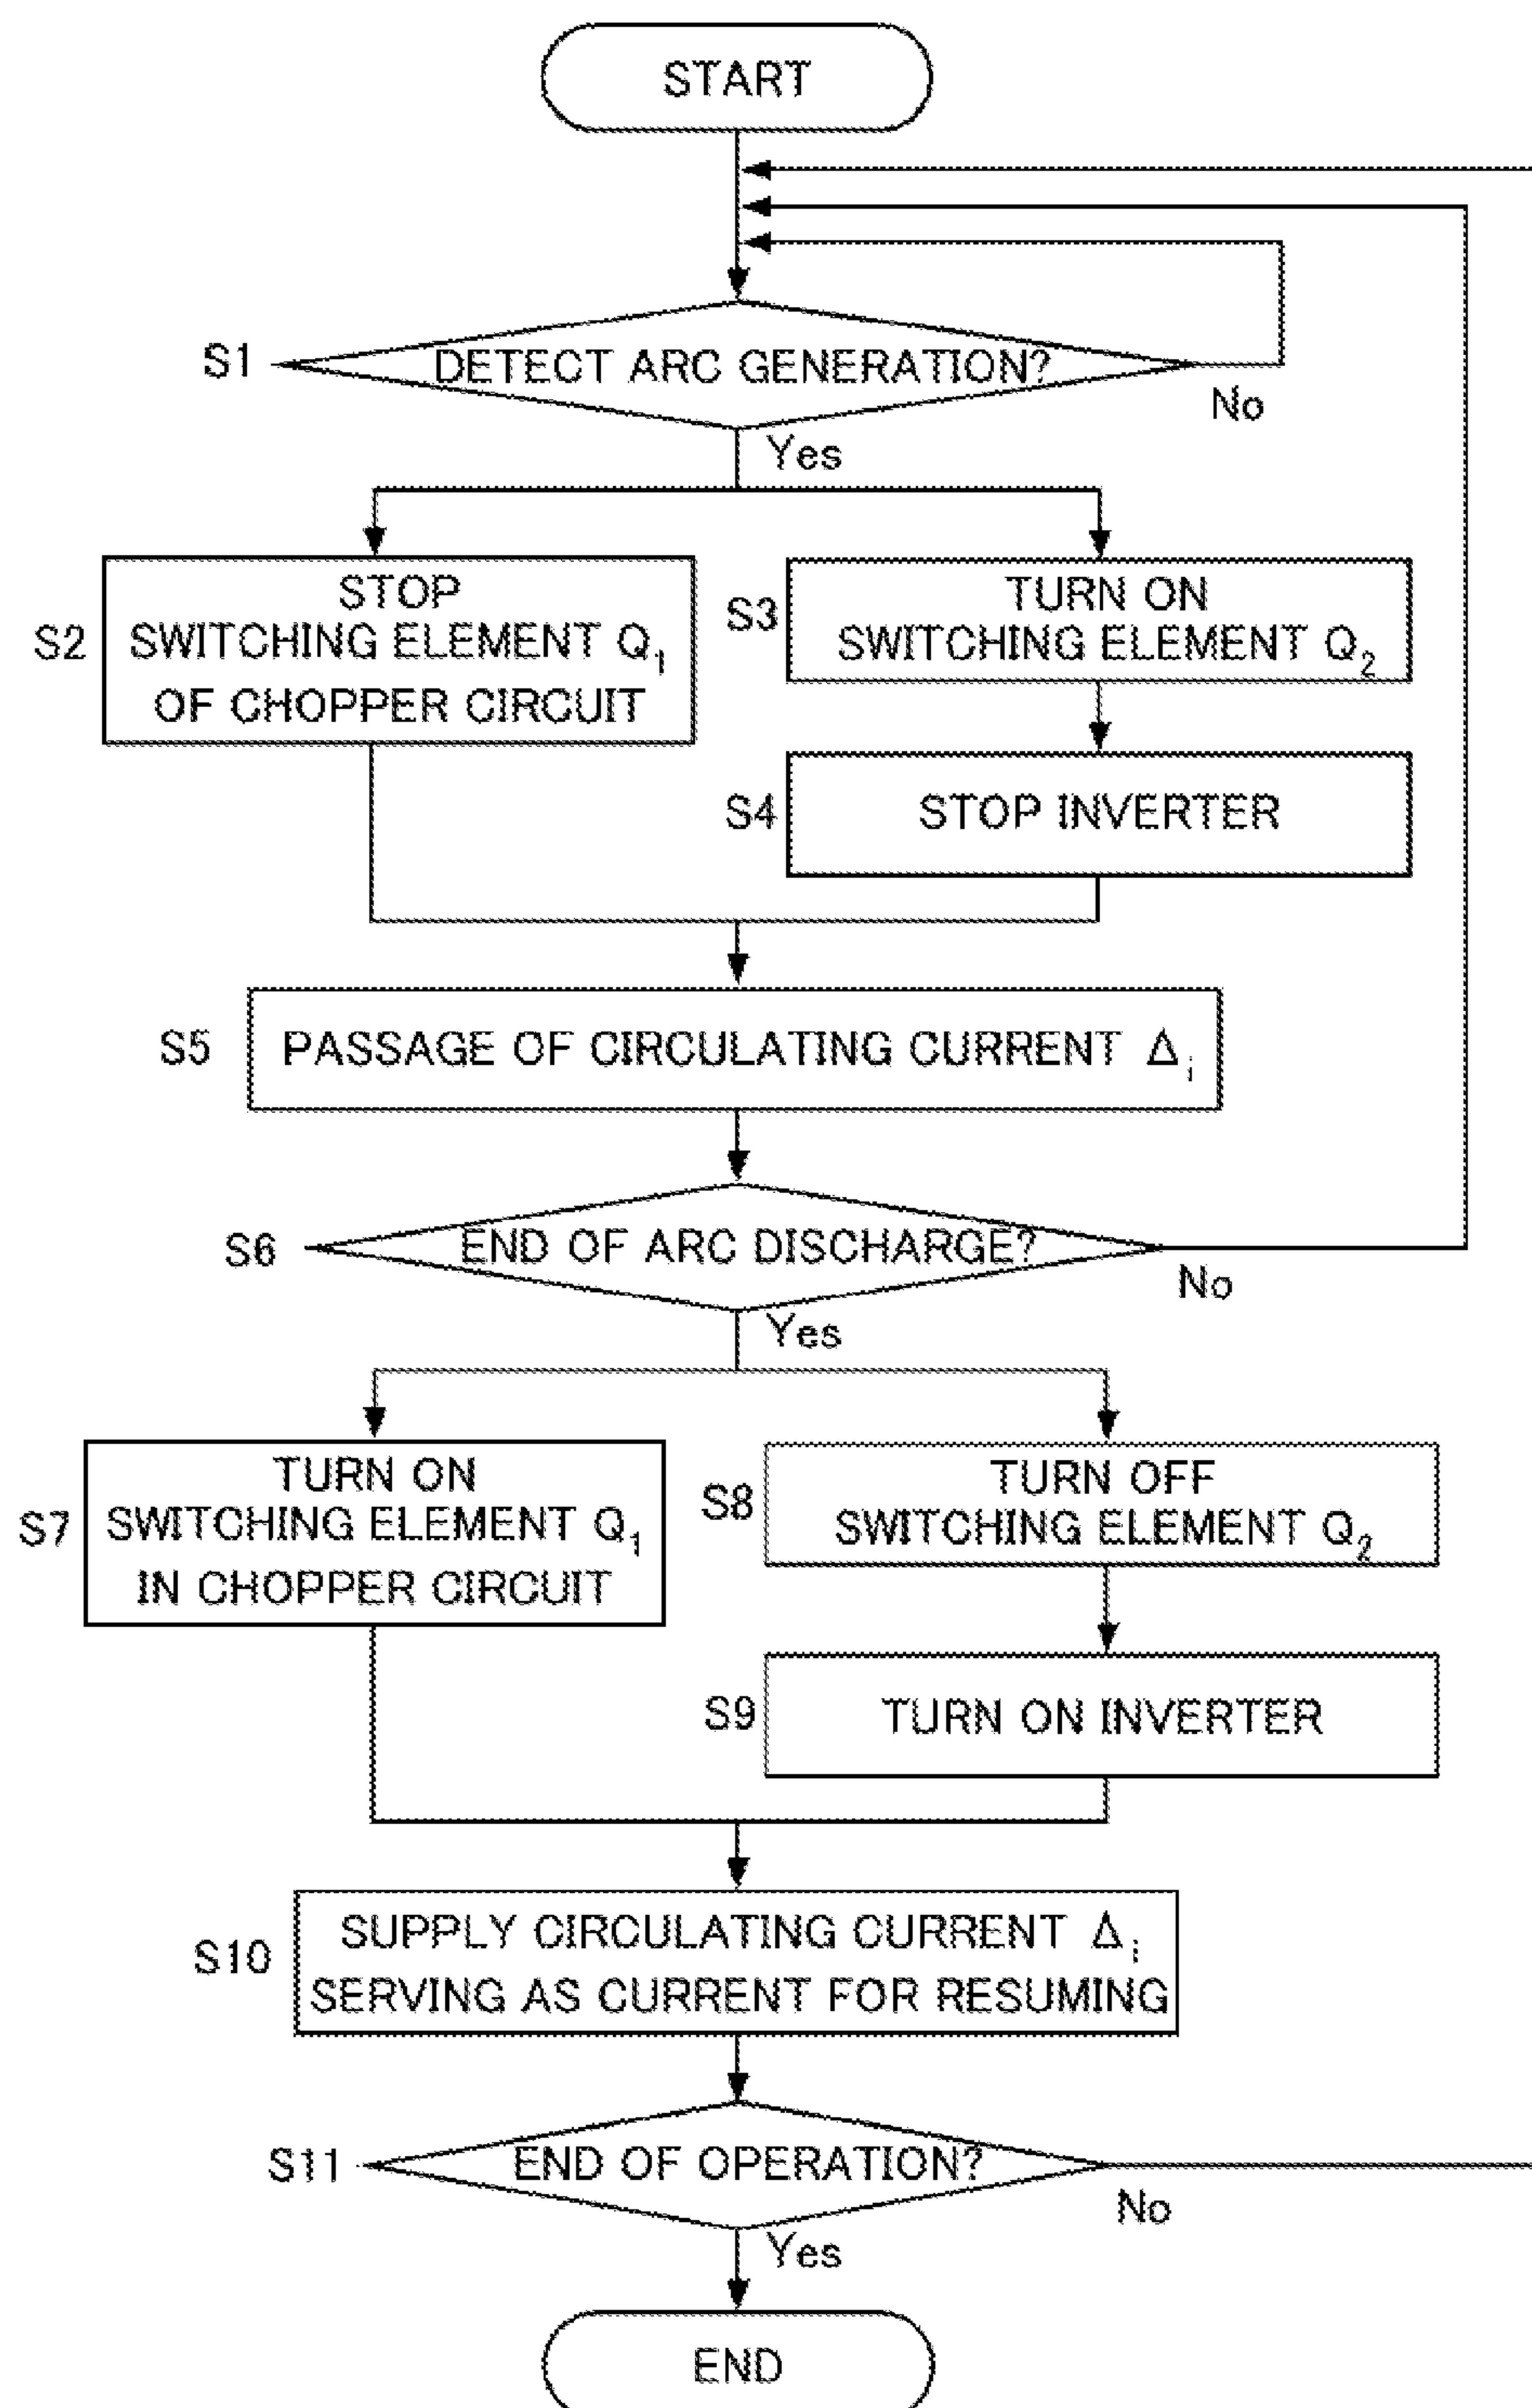 START
S1
DETECT ARC GENERATION?
No
Yes
S2
STOP
SWITCHING ELEMENT Q₁
OF CHOPPER CIRCUIT
S3
TURN ON
SWITCHING ELEMENT Q₂
S4
STOP INVERTER
S5
PASSAGE OF CIRCULATING CURRENT Δᵢ
S6
END OF ARC DISCHARGE?
No
Yes
S7
TURN ON
SWITCHING ELEMENT Q₁
IN CHOPPER CIRCUIT
S8
TURN OFF
SWITCHING ELEMENT Q₂
S9
TURN ON INVERTER
S10
SUPPLY CIRCULATING CURRENT Δᵢ
SERVING AS CURRENT FOR RESUMING
S11
END OF OPERATION?
No
Yes
END